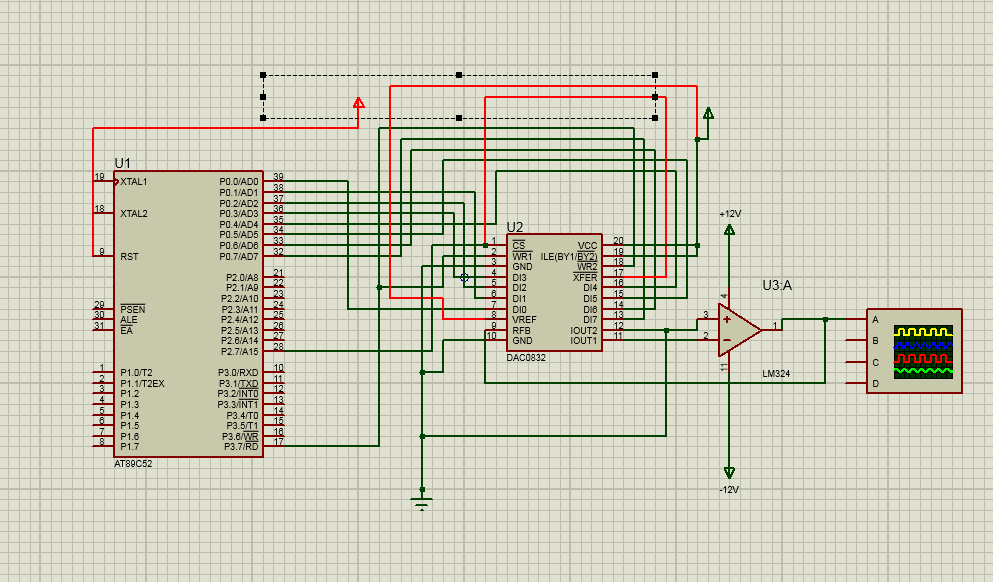 U1
19 XTAL1
18 XTAL2
9 RST
29 PSEN
30 ALE
31 EA
1 P1.0/T2
2 P1.1/T2EX
3 P1.2
4 P1.3
5 P1.4
6 P1.5
7 P1.6
8 P1.7
P0.0/AD0 39
P0.1/AD1 38
P0.2/AD2 37
P0.3/AD3 36
P0.4/AD4 35
P0.5/AD5 34
P0.6/AD6 33
P0.7/AD7 32
P2.0/A8 21
P2.1/A9 22
P2.2/A10 23
P2.3/A11 24
P2.4/A12 25
P2.5/A13 26
P2.6/A14 27
P2.7/A15 28
P3.0/RXD 10
P3.1/TXD 11
P3.2/INT0 12
P3.3/INT1 13
P3.4/T0 14
P3.5/T1 15
P3.6/WR 16
P3.7/RD 17
AT89C52
U2
1 CS
2 WR1
3 GND
4 DI3
5 DI2
6 DI1
7 DI0
8 VREF
9 RFB
10 GND
VCC 20
ILE(BY1/BY2) 19
WR2 18
XFER 17
DI4 16
DI5 15
DI6 14
DI7 13
IOUT2 12
IOUT1 11
DAC0832
+12V
U3:A
4
3
2
1
11
LM324
-12V
A
B
C
D